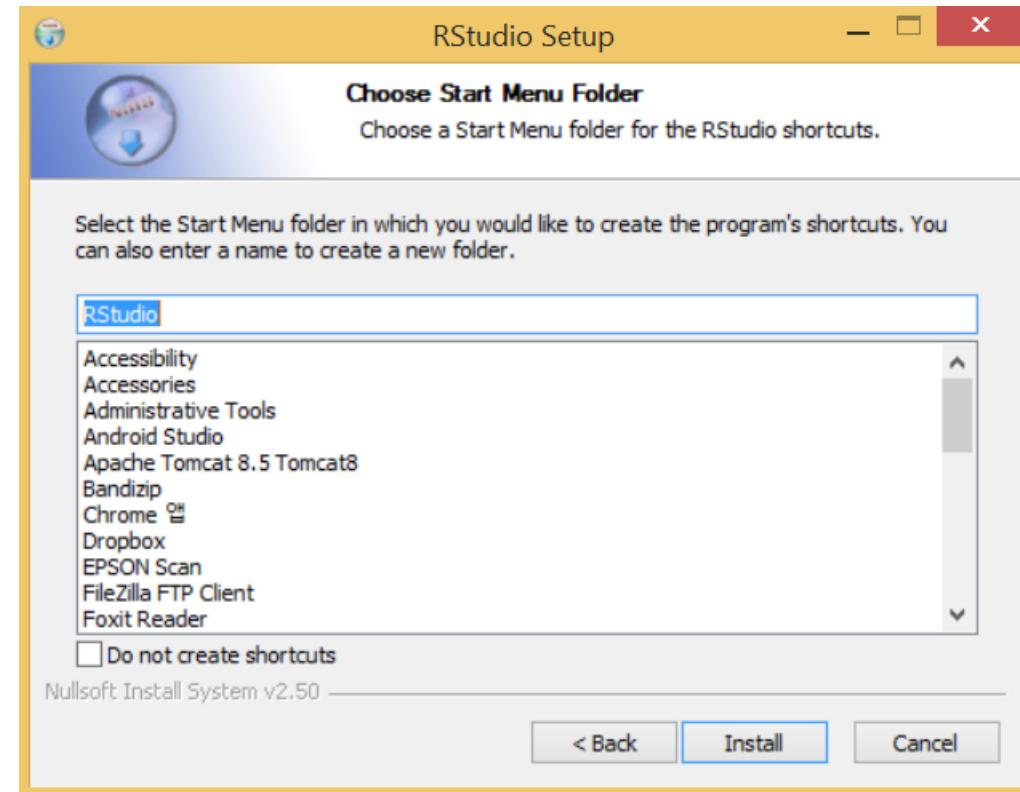 RStudio Setup
Choose Start Menu Folder
Choose a Start Menu folder for the RStudio shortcuts.
Select the Start Menu folder in which you would like to create the program's shortcuts. You
can also enter a name to create a new folder.
RStudio
Accessibility
Accessories
Administrative Tools
Android Studio
Apache Tomcat 8.5 Tomcat8
Bandizip
Chrome 앱
Dropbox
EPSON Scan
FileZilla FTP Client
Foxit Reader
Do not create shortcuts
Nullsoft Install System v2.50
< Back
Install
Cancel